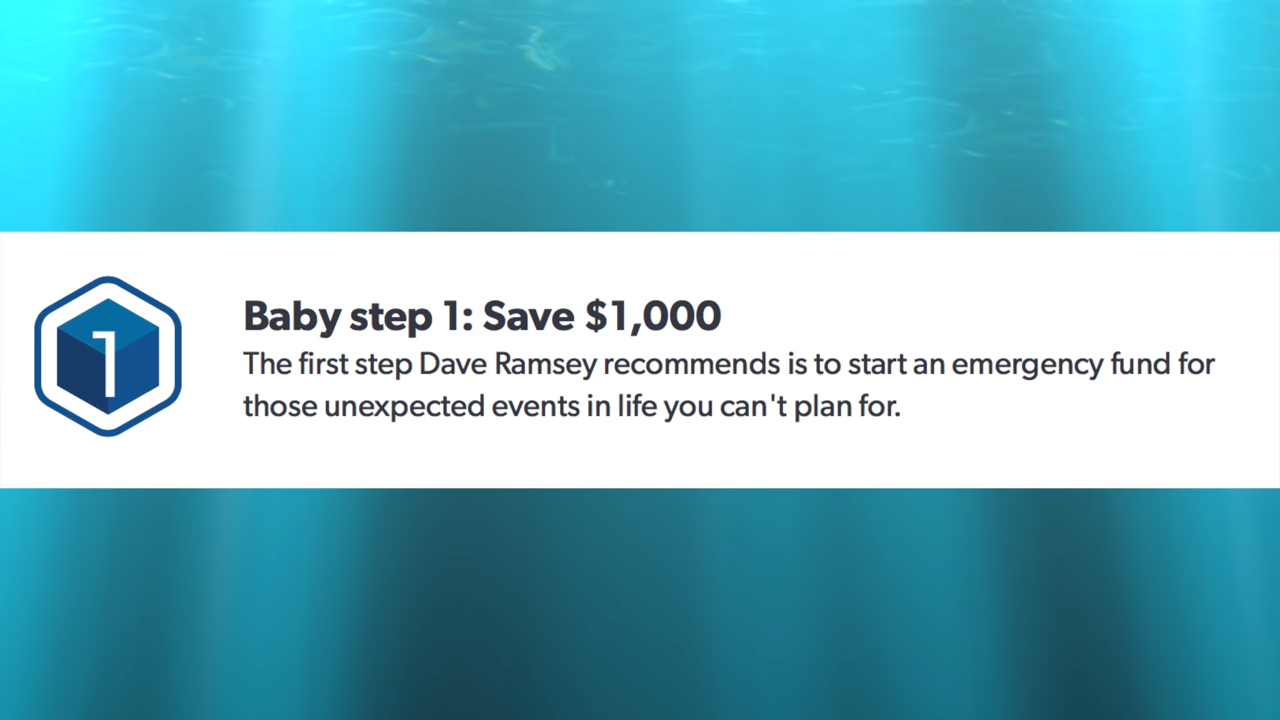 1
Baby step 1: Save $1,000
The first step Dave Ramsey recommends is to start an emergency fund for
those unexpected events in life you can't plan for.